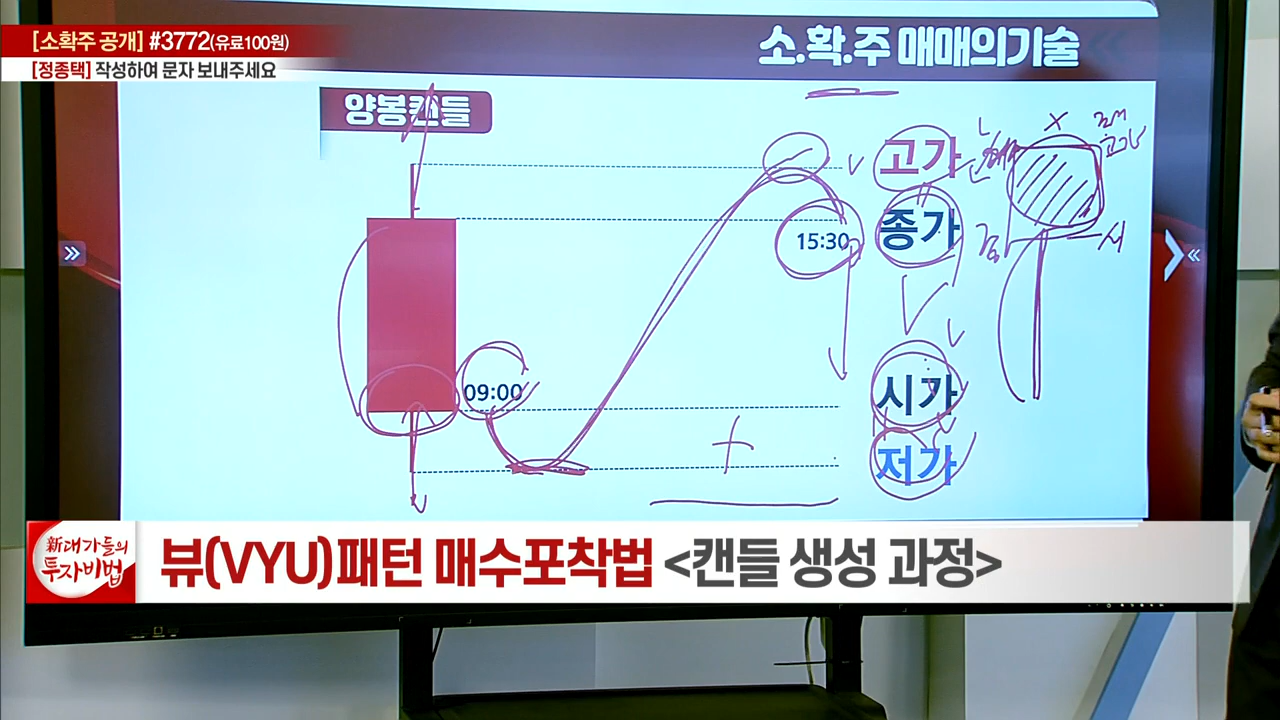 [소확주 공개] #3772(유료100원)
[정종택] 작성하여 문자 보내주세요
소.확.주 매매의기술
양봉캔들
고가
종가
15:30
09:00
시가
저가
시
新대가들의
투자비법
뷰(VYU)패턴 매수포착법 <캔들 생성 과정>